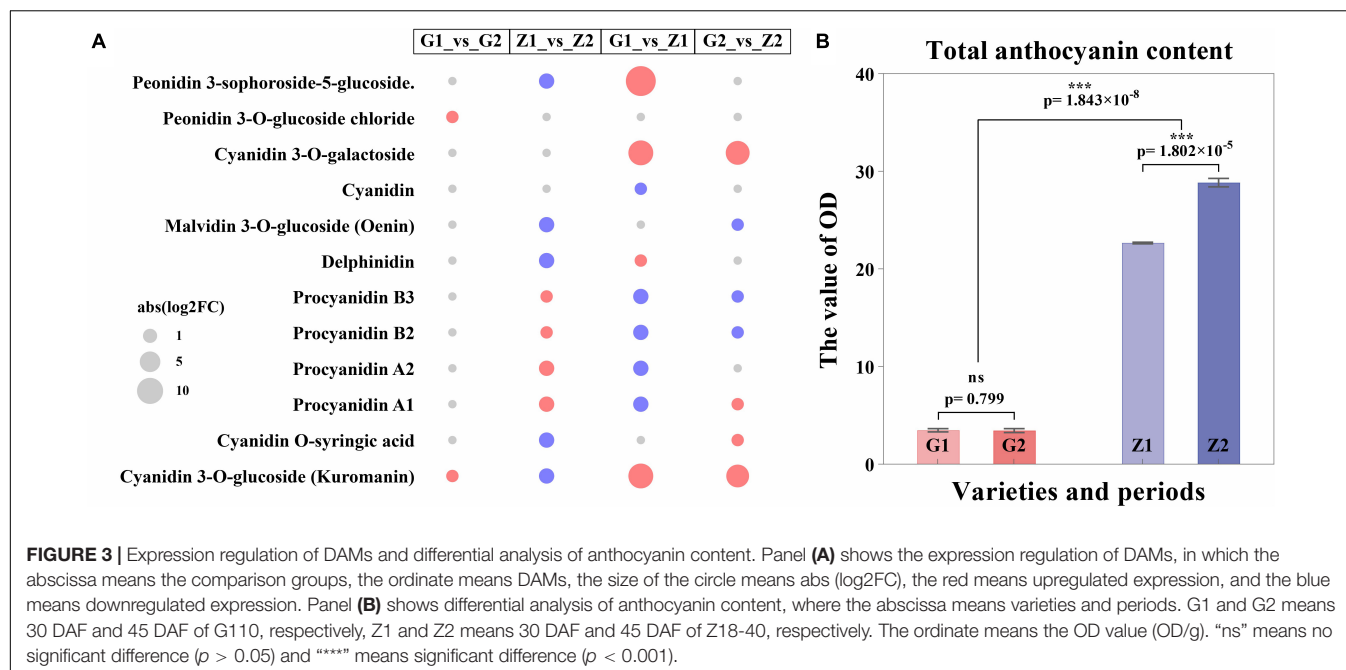 A
G1_vs_G2 Z1_vs_Z2 G1_vs_Z1 G2_vs_Z2
Peonidin 3-sophoroside-5-glucoside.
Peonidin 3-O-glucoside chloride
Cyanidin 3-O-galactoside
Cyanidin
Malvidin 3-O-glucoside (Oenin)
Delphinidin
Procyanidin B3
Procyanidin B2
Procyanidin A2
Procyanidin A1
Cyanidin O-syringic acid
Cyanidin 3-O-glucoside (Kuromanin)
abs(log2FC)
1
5
10
B
Total anthocyanin content
The value of OD
40
30
20
10
0
***
p= 1.843×10⁻⁸
***
p= 1.802×10⁻⁵
ns
p= 0.799
G1 G2 Z1 Z2
Varieties and periods
FIGURE 3 | Expression regulation of DAMs and differential analysis of anthocyanin content. Panel (A) shows the expression regulation of DAMs, in which the
abscissa means the comparison groups, the ordinate means DAMs, the size of the circle means abs (log2FC), the red means upregulated expression, and the blue
means downregulated expression. Panel (B) shows differential analysis of anthocyanin content, where the abscissa means varieties and periods. G1 and G2 means
30 DAF and 45 DAF of G110, respectively, Z1 and Z2 means 30 DAF and 45 DAF of Z18-40, respectively. The ordinate means the OD value (OD/g). “ns” means no
significant difference (p > 0.05) and “***” means significant difference (p < 0.001).